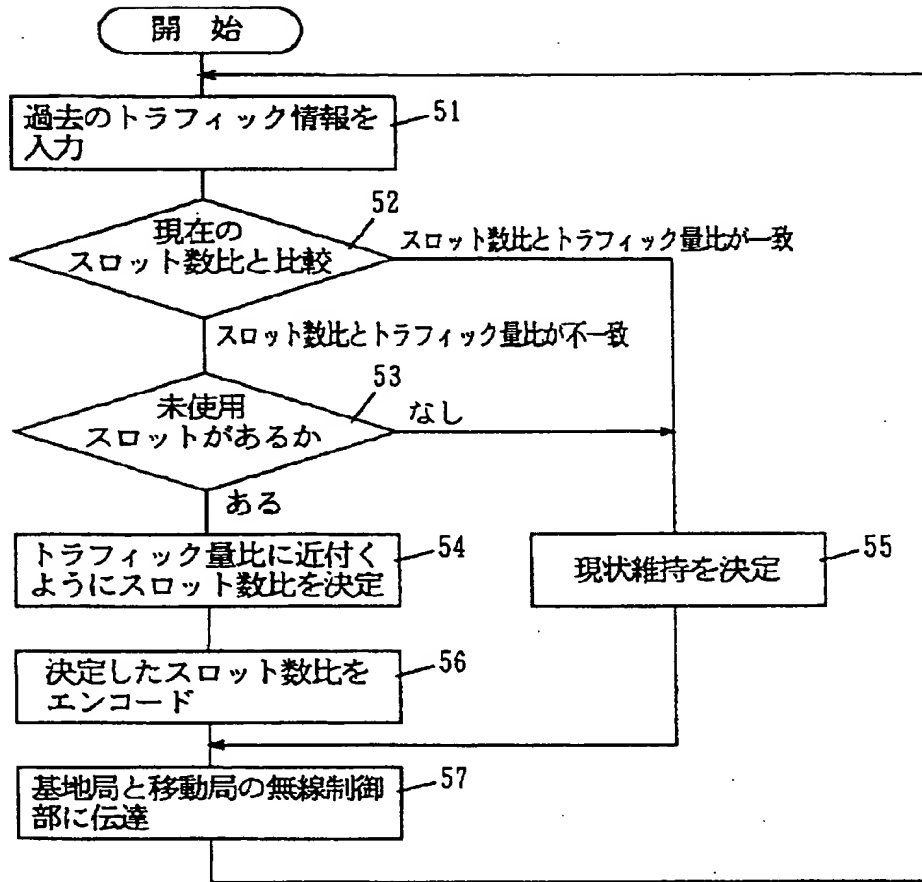 開 始
過去のトラフィック情報を
入力
51
現在の
スロット数比と比較
52
スロット数比とトラフィック量比が一致
スロット数比とトラフィック量比が不一致
未使用
スロットがあるか
53
なし
ある
トラフィック量比に近付く
ようにスロット数比を決定
54
現状維持を決定
55
決定したスロット数比を
エンコード
56
基地局と移動局の無線制御
部に伝達
57